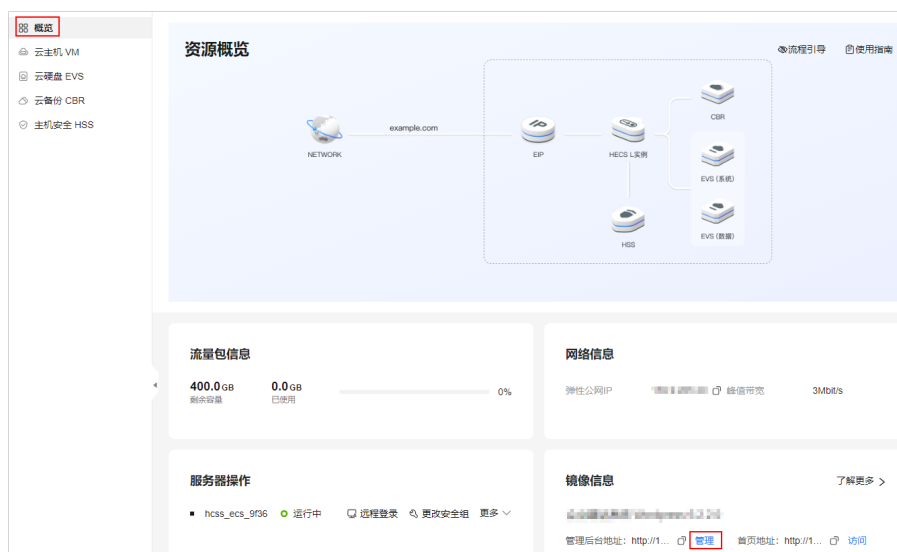 概览
云主机 VM
云硬盘 EVS
云备份 CBR
主机安全 HSS
资源概览
流程引导 使用指南
CBR
example.com
NETWORK
EIP
HECS L实例
EVS (系统)
HSS
EVS (数据)
流量包信息
400.0 GB 0.0 GB 0%
剩余容量 已使用
网络信息
弹性公网IP 峰值带宽 3Mbit/s
服务器操作
hcss_ecs_9f36 运行中 远程登录 更改安全组 更多
镜像信息 了解更多
管理后台地址: http://1... 管理 首页地址: http://1... 访问